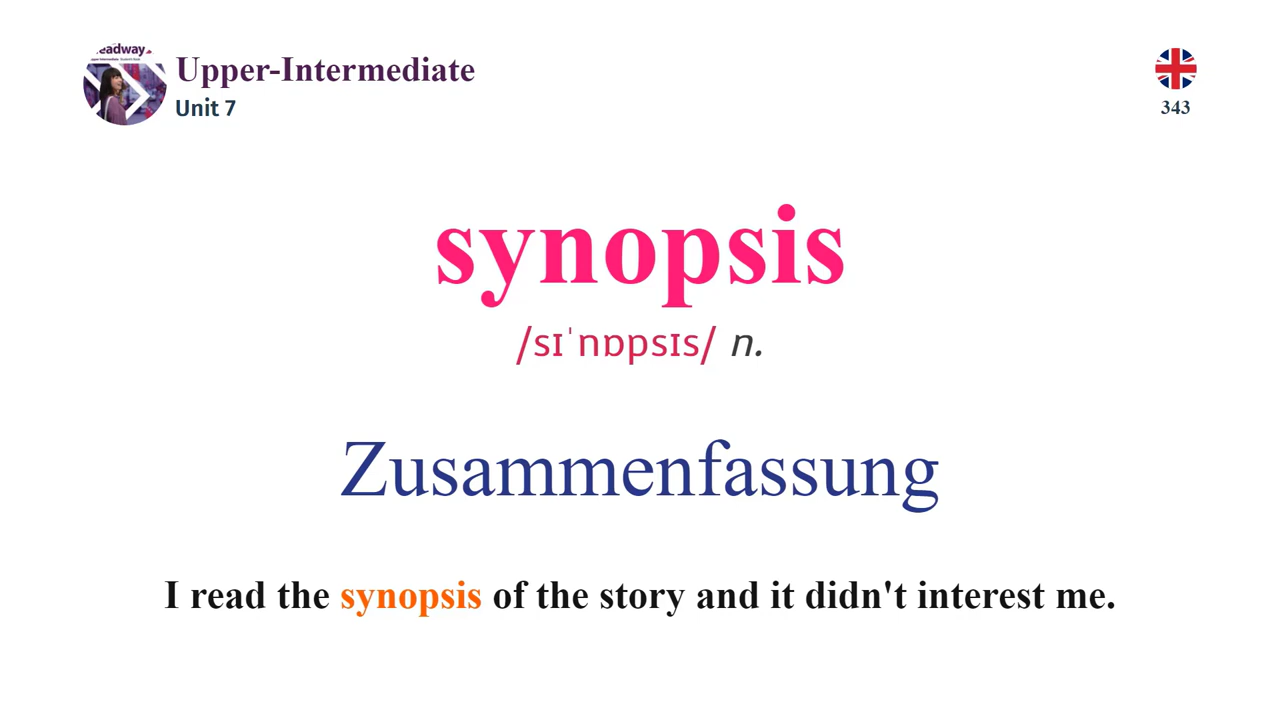 eadway
Upper-Intermediate
Unit 7
343
synopsis
/sɪˈnɒpsɪs/ n.
Zusammenfassung
I read the synopsis of the story and it didn't interest me.